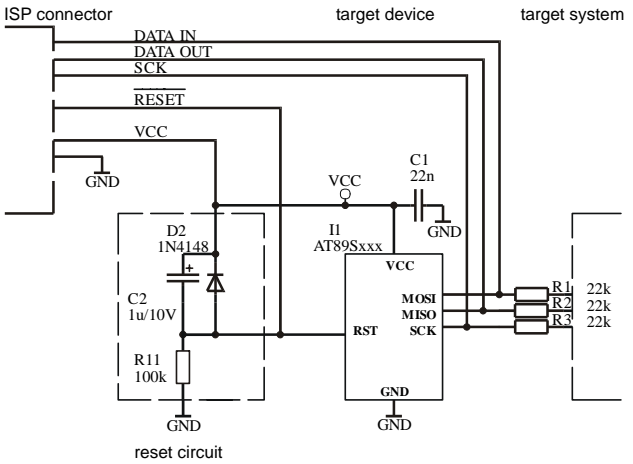 ISP connector
target device
target system
DATA IN
DATA OUT
SCK
RESET
VCC
GND
C1
22n
VCC
GND
D2
1N4148
I1
AT89Sxxx
VCC
C2
1u/10V
MOSI
MISO
SCK
RST
R1
22k
R2
22k
R3
22k
R11
100k
GND
GND
GND
reset circuit